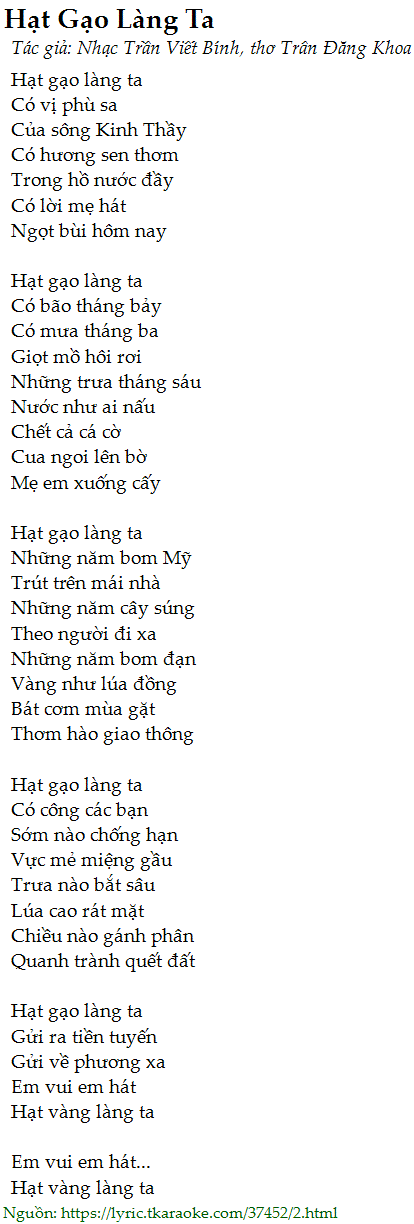 Hạt Gạo Làng Ta
Tác giả: Nhạc Trần Viết Bính, thơ Trân Đăng Khoa
Hạt gạo làng ta
Có vị phù sa
Của sông Kinh Thầy
Có hương sen thơm
Trong hồ nước đầy
Có lời mẹ hát
Ngọt bùi hôm nay
Hạt gạo làng ta
Có bão tháng bảy
Có mưa tháng ba
Giọt mồ hôi rơi
Những trưa tháng sáu
Nước như ai nấu
Chết cả cá cờ
Cua ngoi lên bờ
Mẹ em xuống cấy
Hạt gạo làng ta
Những năm bom Mỹ
Trút trên mái nhà
Những năm cây súng
Theo người đi xa
Những năm bom đạn
Vàng như lúa đồng
Bát cơm mùa gặt
Thơm hào giao thông
Hạt gạo làng ta
Có công các bạn
Sớm nào chống hạn
Vực mẻ miệng gầu
Trưa nào bắt sâu
Lúa cao rát mặt
Chiều nào gánh phân
Quanh trành quết đất
Hạt gạo làng ta
Gửi ra tiền tuyến
Gửi về phương xa
Em vui em hát
Hạt vàng làng ta
Em vui em hát...
Hạt vàng làng ta
Nguồn: https://lyric.tkaraoke.com/37452/2.html